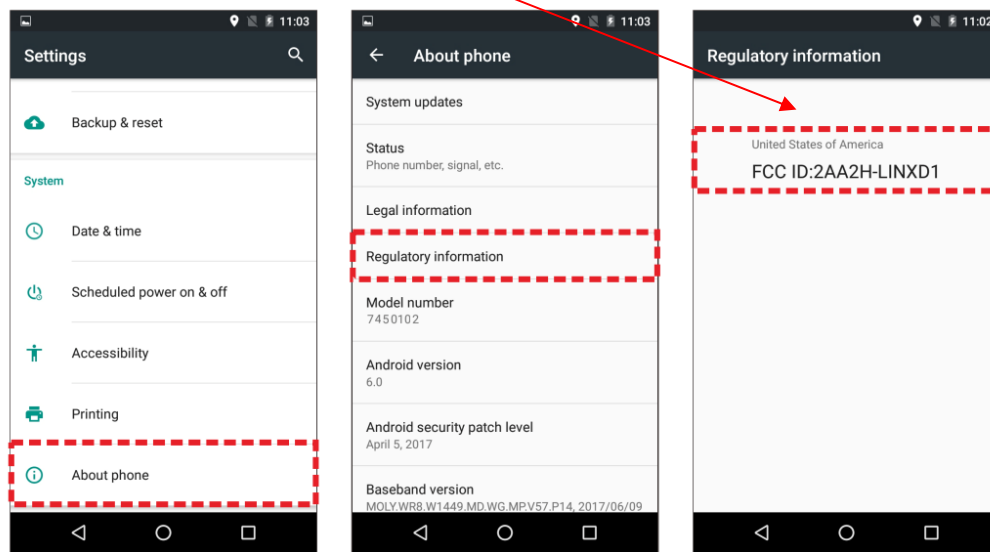 11:03
Settings
Backup & reset
System
Date & time
Scheduled power on & off
Accessibility
Printing
About phone
11:03
About phone
System updates
Status
Phone number, signal, etc.
Legal information
Regulatory information
Model number
7450102
Android version
6.0
Android security patch level
April 5, 2017
Baseband version
MOLY.WR8.W1449.MD.WG.MP.V57.P14, 2017/06/09
11:02
Regulatory information
United States of America
FCC ID:2AA2H-LINXD1